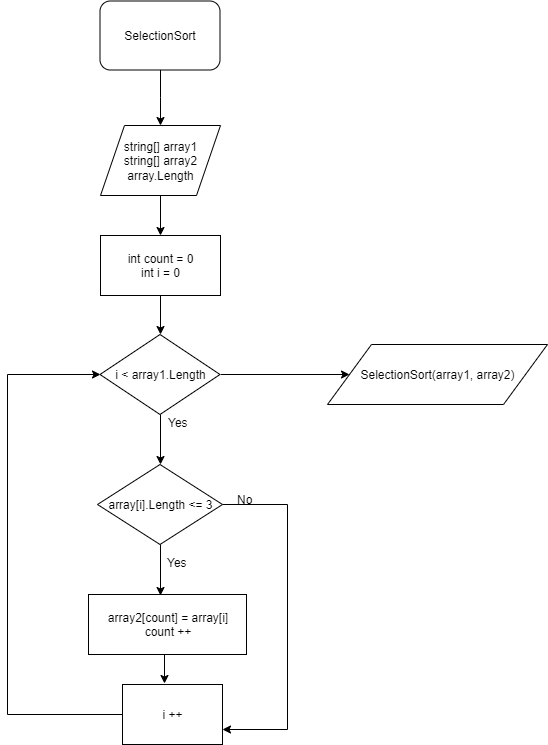 SelectionSort
string[] array1
string[] array2
array.Length
int count = 0
int i = 0
i < array1.Length
SelectionSort(array1, array2)
Yes
array[i].Length <= 3
No
Yes
array2[count] = array[i]
count ++
i ++